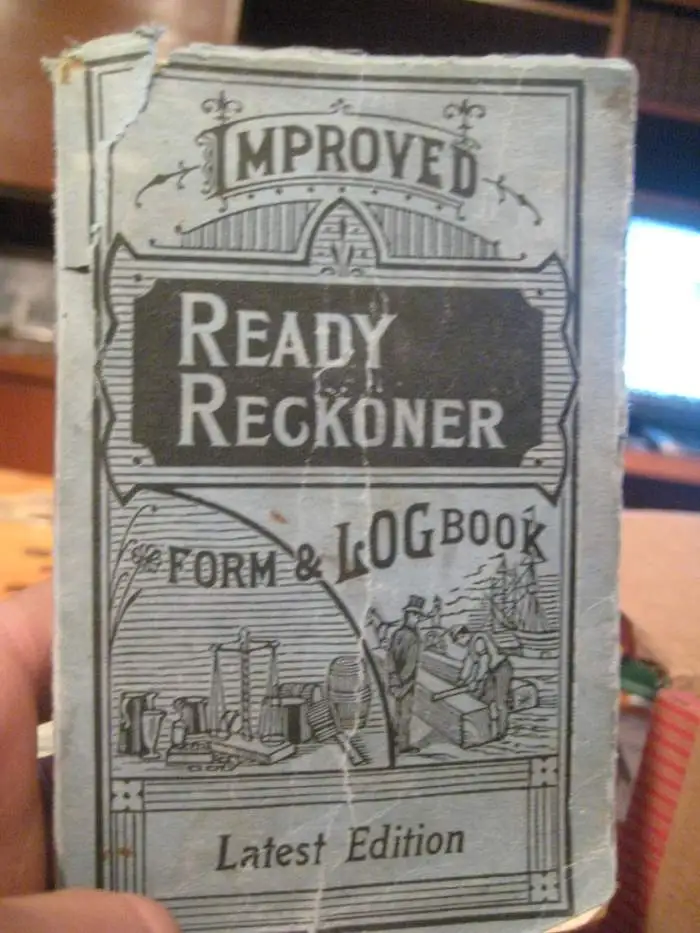 IMPROVED
READY
RECKONER
FORM & LOG BOOK
Latest Edition